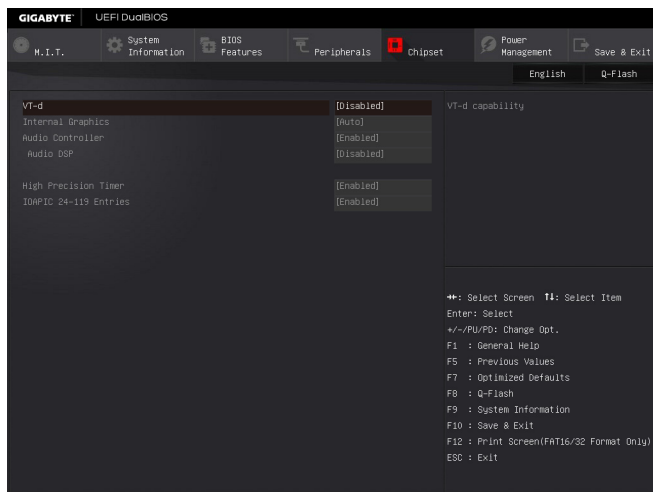 GIGABYTE™ UEFI DualBIOS
M.I.T. System Information BIOS Features Peripherals Chipset Power Management Save & Exit
English Q-Flash
VT-d [Disabled] VT-d capability
Internal Graphics [Auto]
Audio Controller [Enabled]
Audio DSP [Disabled]
High Precision Timer [Enabled]
IOAPIC 24-119 Entries [Enabled]
→←: Select Screen ↑↓: Select Item
Enter: Select
+/-/PU/PD: Change Opt.
F1 : General Help
F5 : Previous Values
F7 : Optimized Defaults
F8 : Q-Flash
F9 : System Information
F10 : Save & Exit
F12 : Print Screen(FAT16/32 Format Only)
ESC : Exit